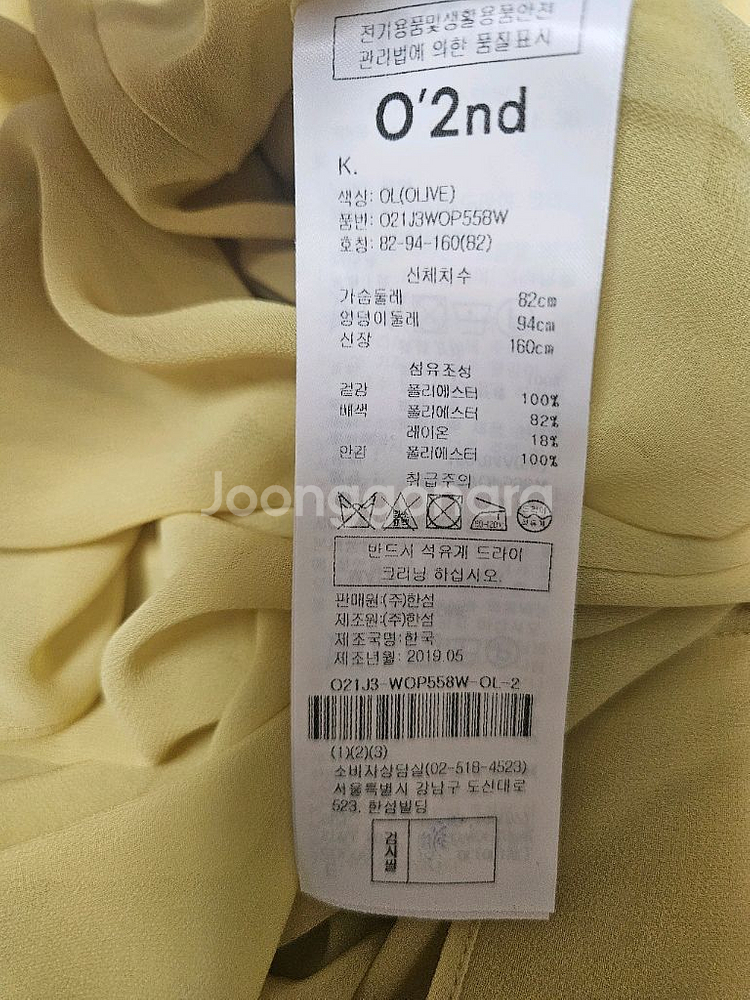 전기용품및생활용품안전
관리법에 의한 품질표시
O'2nd
K.
색상: OL(OLIVE)
품번: O21J3WOP558W
호칭: 82-94-160(82)
신체치수
가슴둘레 82cm
엉덩이둘레 94cm
신장 160cm
섬유조성
겉감 폴리에스터 100%
배색 폴리에스터 82%
레이온 18%
안감 폴리에스터 100%
취급주의
Joonggonara
반드시 석유계 드라이
크리닝 하십시오.
판매원:(주)한섬
제조원:(주)한섬
제조국명:한국
제조년월: 2019.05
O21J3-WOP558W-OL-2
(1)(2)(3)
소비자상담실(02-518-4523)
서울특별시 강남구 도산대로
523, 한섬빌딩
검사필